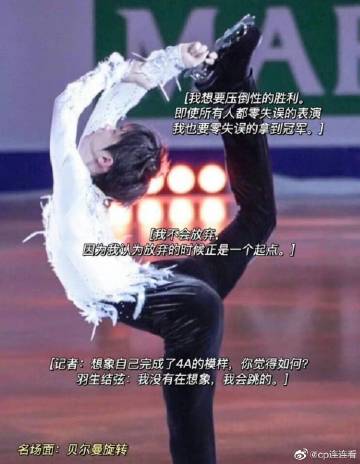 MAR
[我想要压倒性的胜利。
即使所有人都零失误的表演
我也要零失误的拿到冠军。]
[我不会放弃,
因为我认为放弃的时候正是一个起点。]
[记者：想象自己完成了4A的模样，你觉得如何？
羽生结弦：我没有在想象，我会跳的。]
名场面：贝尔曼旋转
@cp连连看